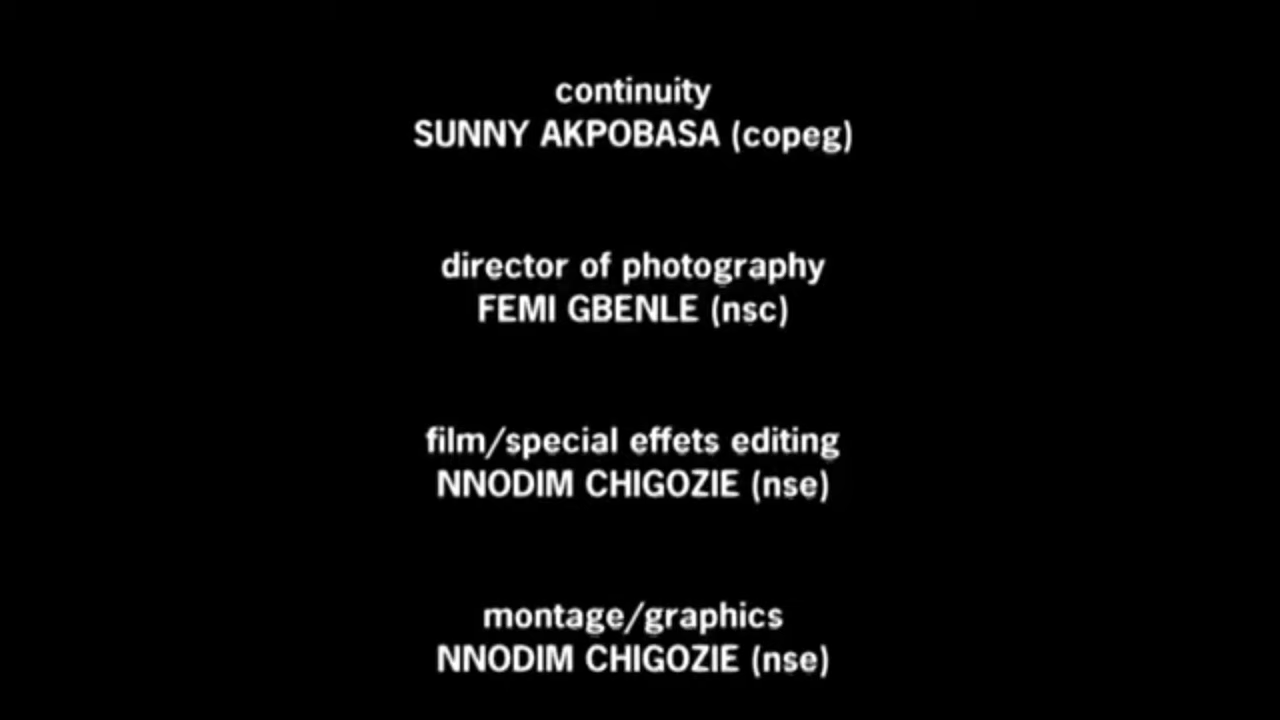 continuity
SUNNY AKPOBASA (copeg)
director of photography
FEMI GBENLE (nsc)
film/special effets editing
NNODIM CHIGOZIE (nse)
montage/graphics
NNODIM CHIGOZIE (nse)